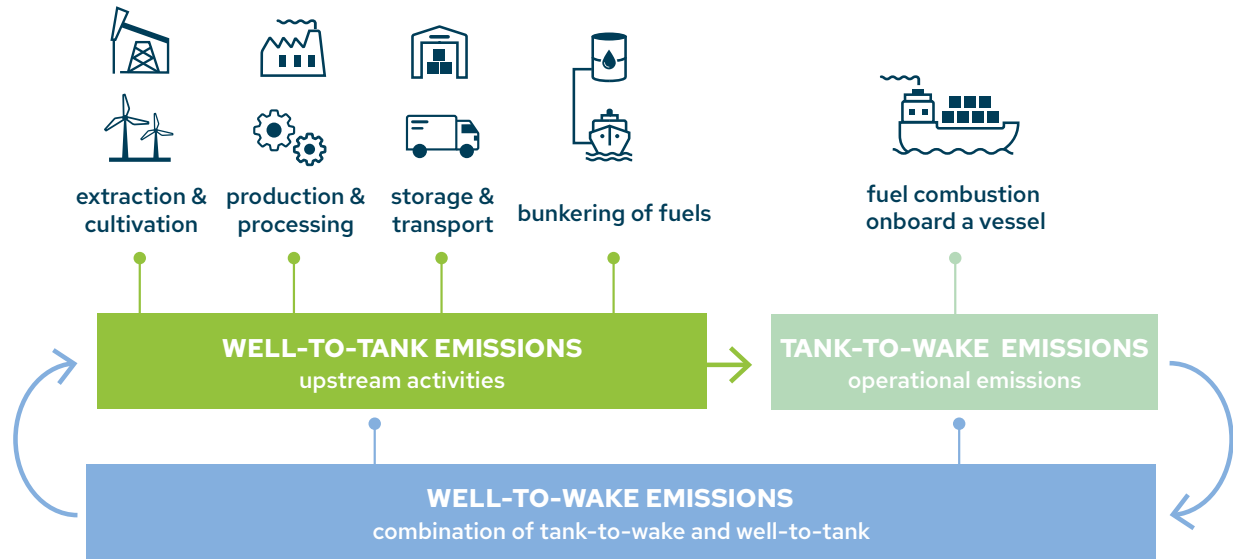 extraction &
cultivation
production &
processing
storage &
transport
bunkering of fuels
fuel combustion
onboard a vessel
WELL-TO-TANK EMISSIONS
upstream activities
TANK-TO-WAKE EMISSIONS
operational emissions
WELL-TO-WAKE EMISSIONS
combination of tank-to-wake and well-to-tank